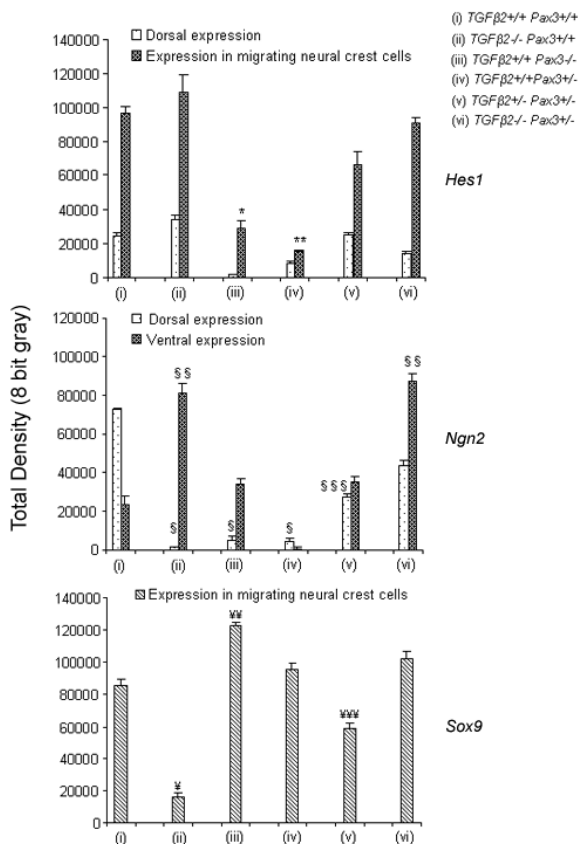 (i) TGFβ2+/+ Pax3+/+
(ii) TGFβ2-/- Pax3+/+
(iii) TGFβ2+/+ Pax3-/-
(iv) TGFβ2+/+Pax3+/-
(v) TGFβ2+/- Pax3+/-
(vi) TGFβ2-/- Pax3+/-
Total Density (8 bit gray)
Dorsal expression
Expression in migrating neural crest cells
140000
120000
100000
80000
60000
40000
20000
0
*
**
(i) (ii) (iii) (iv) (v) (vi)
Hes1
Dorsal expression
Ventral expression
120000
100000
80000
60000
40000
20000
0
§ §
§ §
§ § §
§
§
§
(i) (ii) (iii) (iv) (v) (vi)
Ngn2
Expression in migrating neural crest cells
140000
120000
100000
80000
60000
40000
20000
0
¥¥
¥¥¥
¥
(i) (ii) (iii) (iv) (v) (vi)
Sox9